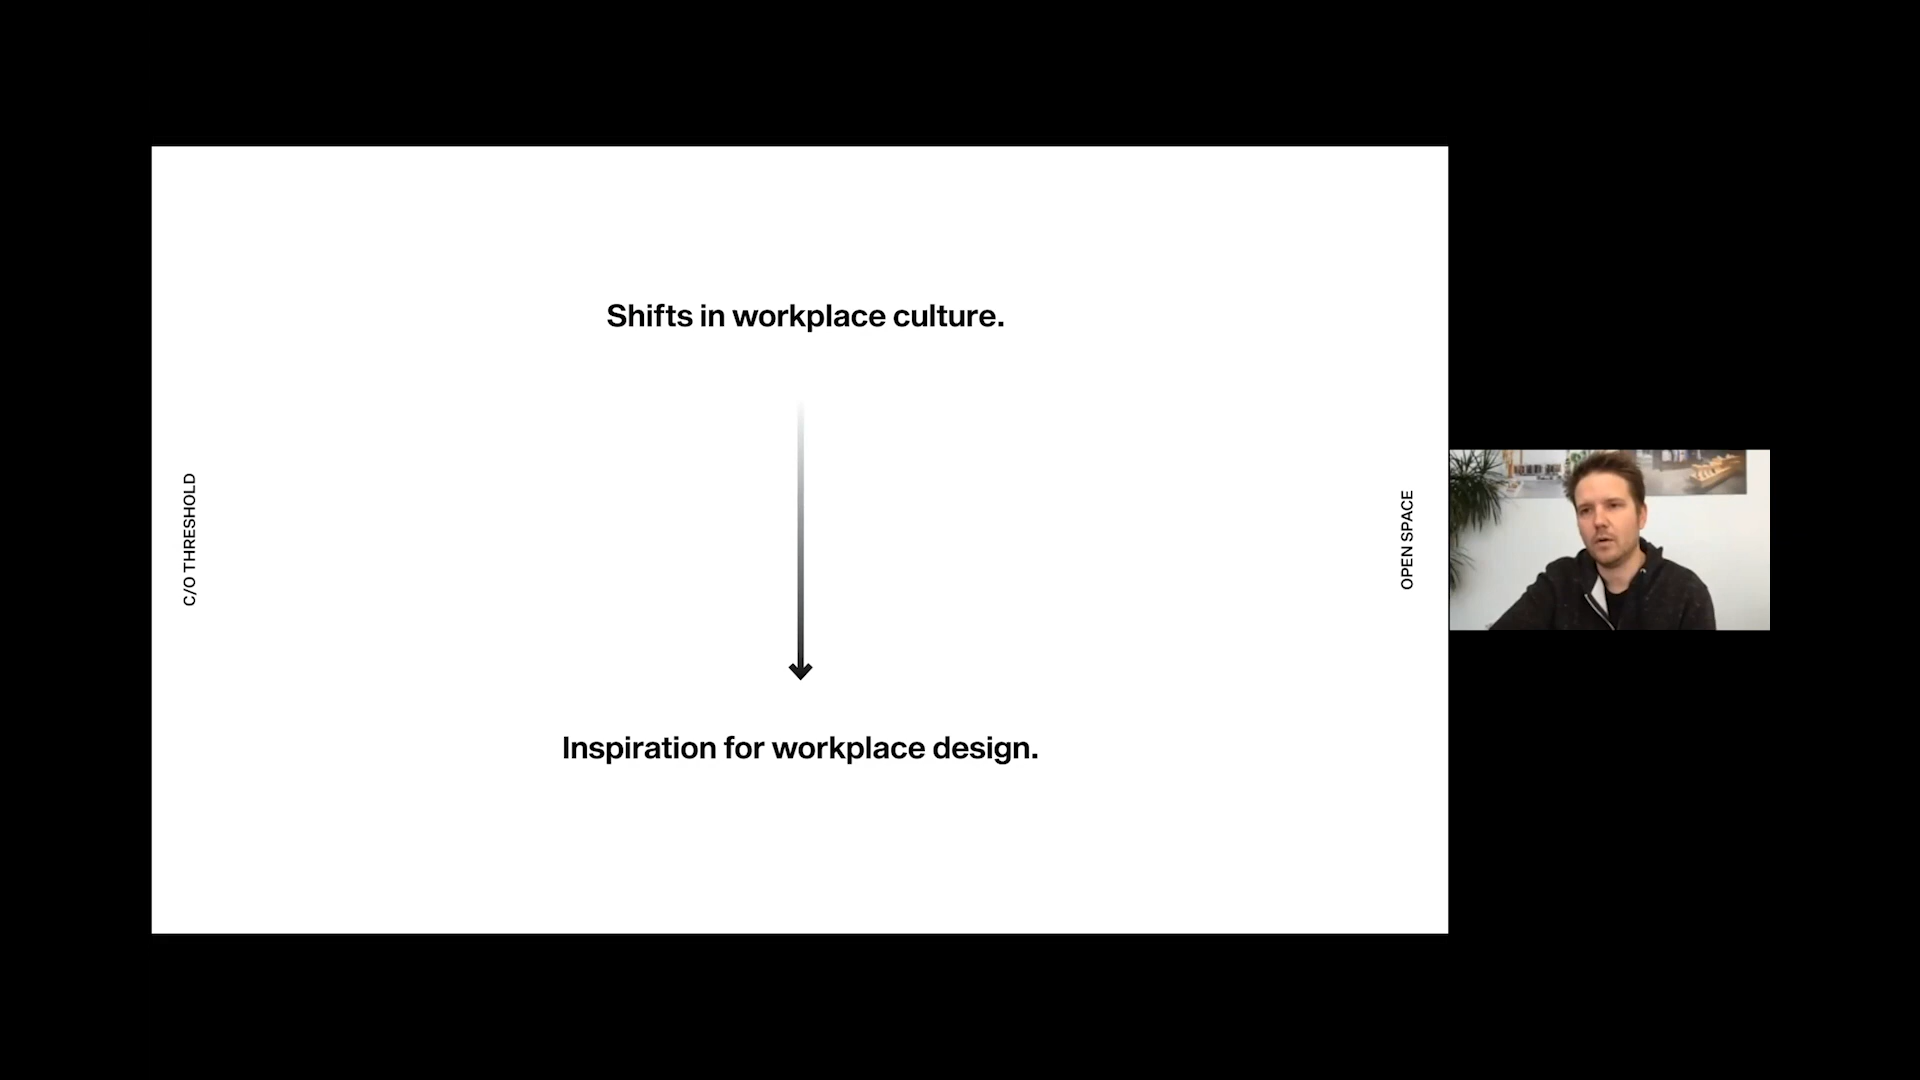 Shifts in workplace culture.
C/O THRESHOLD
OPEN SPACE
Inspiration for workplace design.